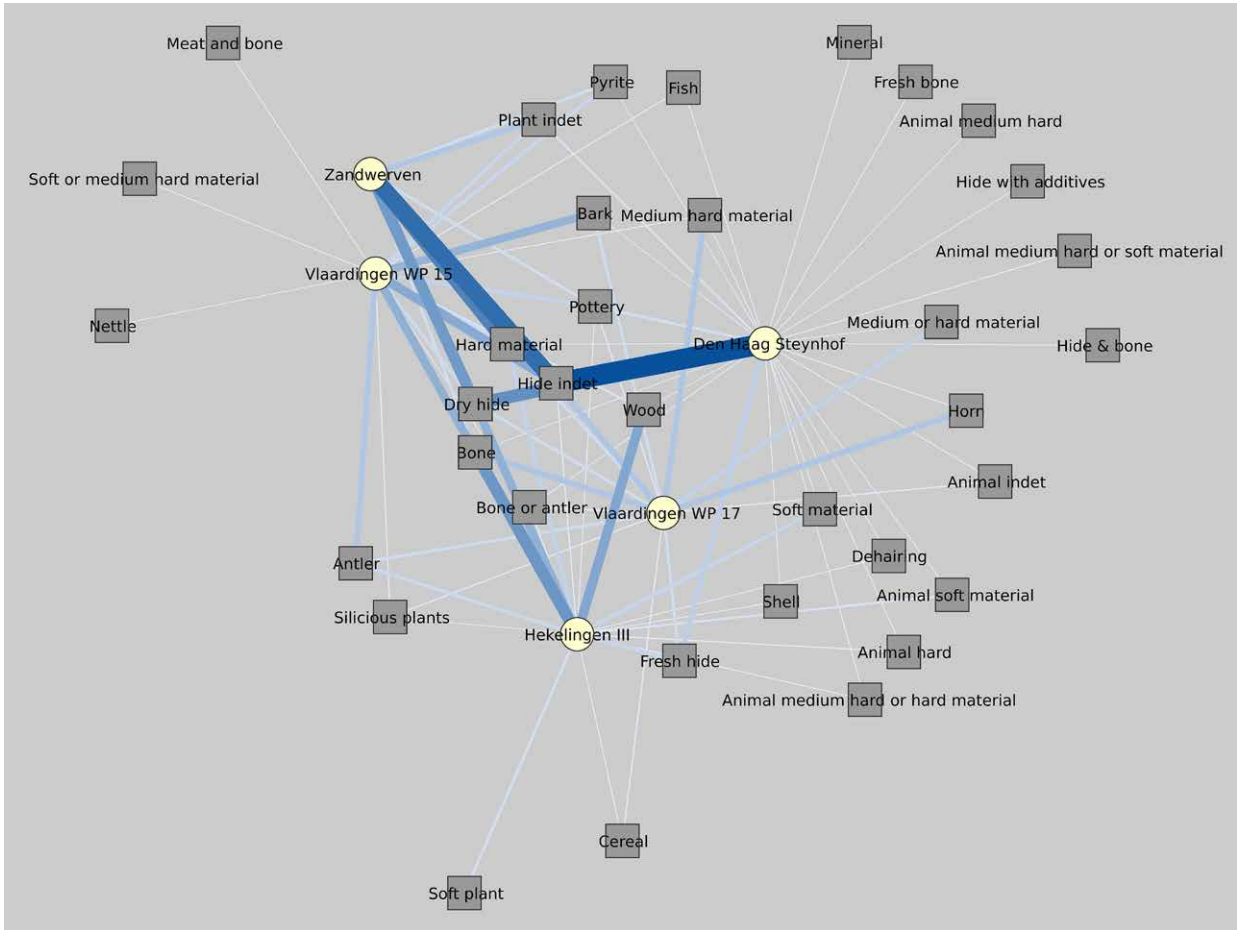 Meat and bone
Mineral
Pyrite
Fish
Fresh bone
Plant indet
Animal medium hard
Zandwerven
Soft or medium hard material
Hide with additives
Bark
Medium hard material
Animal medium hard or soft material
Vlaardingen WP 15
Pottery
Nettle
Medium or hard material
Hard material
Den Haag Steynhof
Hide & bone
Hide indet
Dry hide
Wood
Horn
Bone
Animal indet
Bone or antler
Vlaardingen WP 17
Soft material
Dehairing
Antler
Animal soft material
Shell
Silicious plants
Hekelingen III
Animal hard
Fresh hide
Animal medium hard or hard material
Cereal
Soft plant